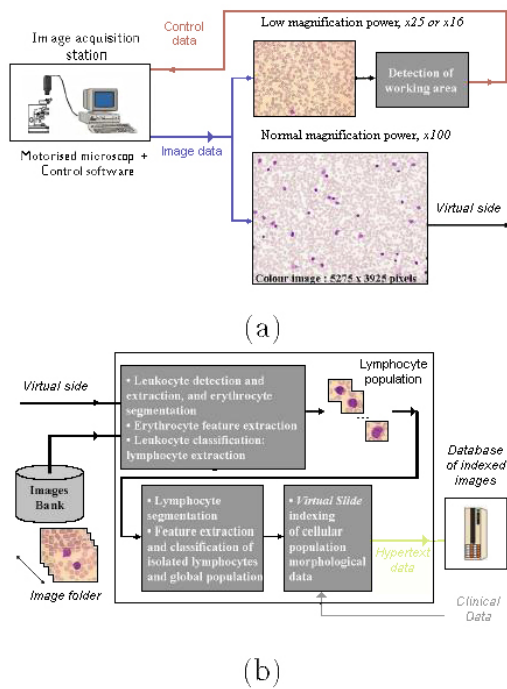 Low magnification power, x25 or x16
Image acquisition
station
Control
data
Detection of
working area
Normal magnification power, x100
Image data
Motorised microscop +
Control software
Virtual side
Colour image : 5275 x 3925 pixels
(a)
Virtual side
• Leukocyte detection and
extraction, and erythrocyte
segmentation
• Erythrocyte feature extraction
• Leukocyte classification:
lymphocyte extraction
Lymphocyte
population
...
Images
Bank
Image folder
• Lymphocyte
segmentation
• Feature extraction
and classification of
isolated lymphocytes
and global population
• Virtual Slide
indexing
of cellular
population
morphological
data
Hypertext
data
Database
of indexed
images
Clinical
Data
(b)